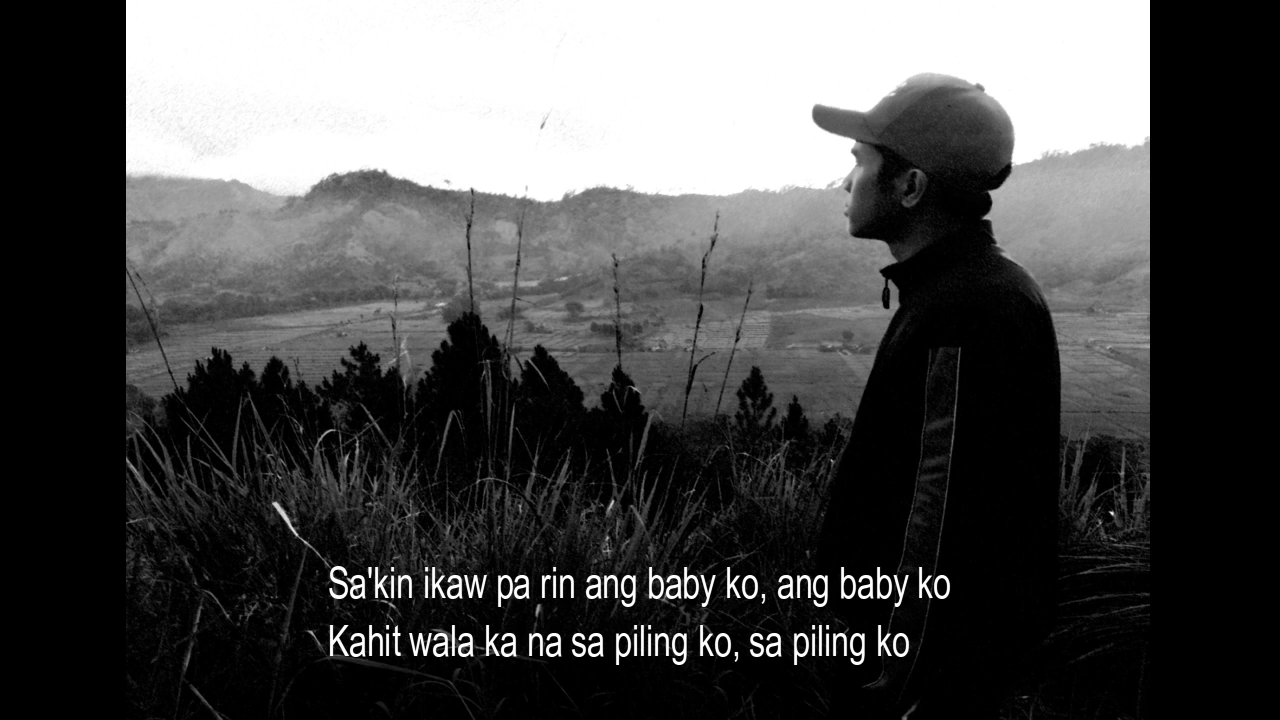 Sa'kin ikaw pa rin ang baby ko, ang baby ko
Kahit wala ka na sa piling ko, sa piling ko